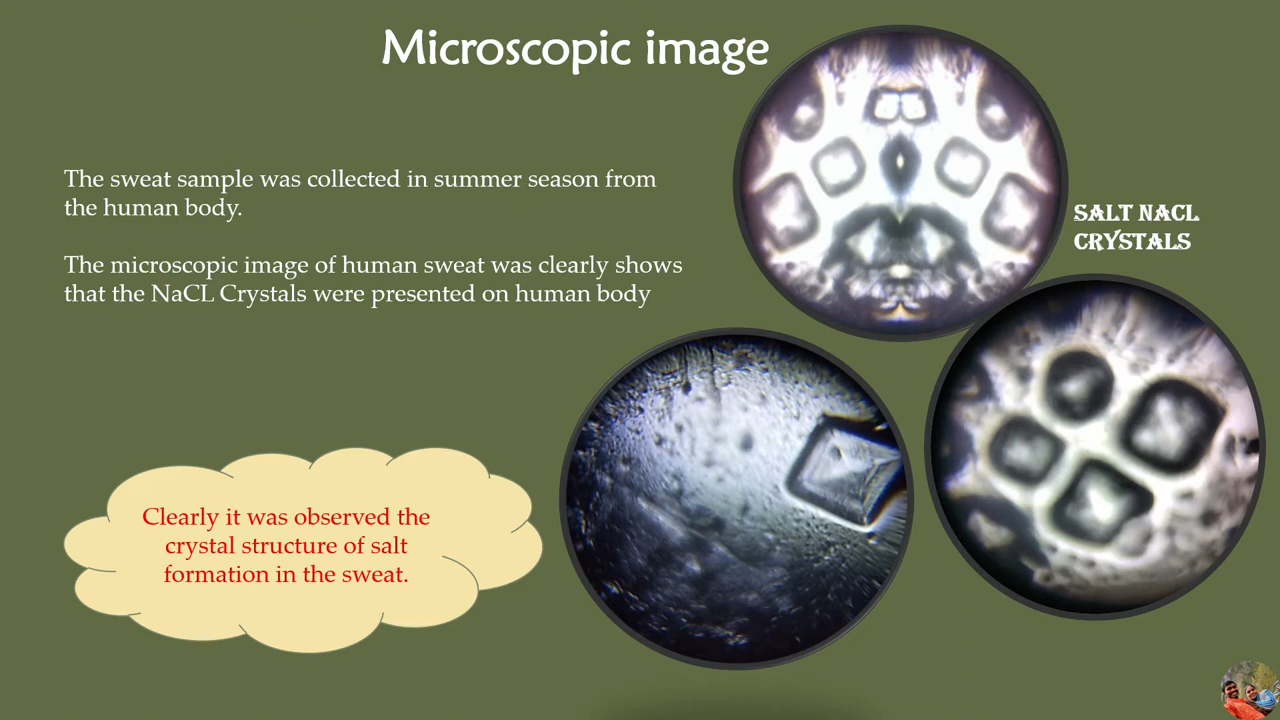 Microscopic image
The sweat sample was collected in summer season from
the human body.
The microscopic image of human sweat was clearly shows
that the NaCL Crystals were presented on human body
SALT NACL
CRYSTALS
Clearly it was observed the
crystal structure of salt
formation in the sweat.